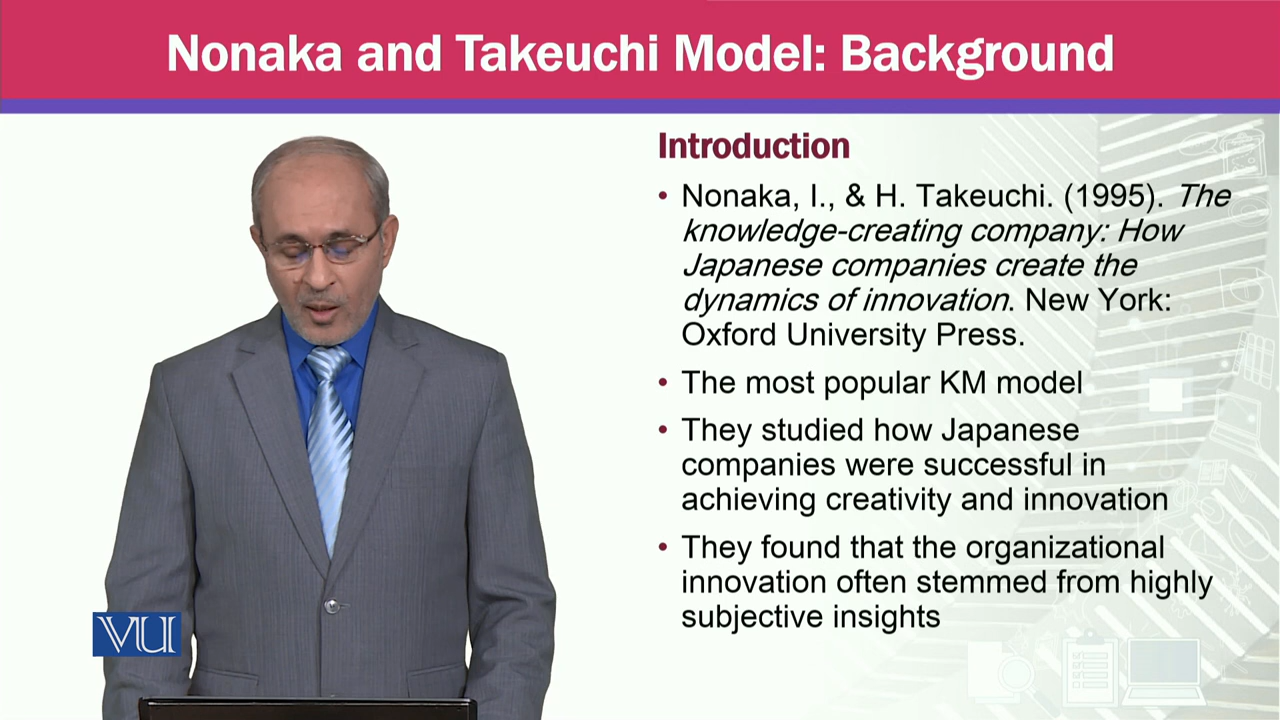 Nonaka and Takeuchi Model: Background
Introduction
• Nonaka, I., & H. Takeuchi. (1995). The
knowledge-creating company: How
Japanese companies create the
dynamics of innovation. New York:
Oxford University Press.
• The most popular KM model
• They studied how Japanese
companies were successful in
achieving creativity and innovation
• They found that the organizational
innovation often stemmed from highly
subjective insights
VU